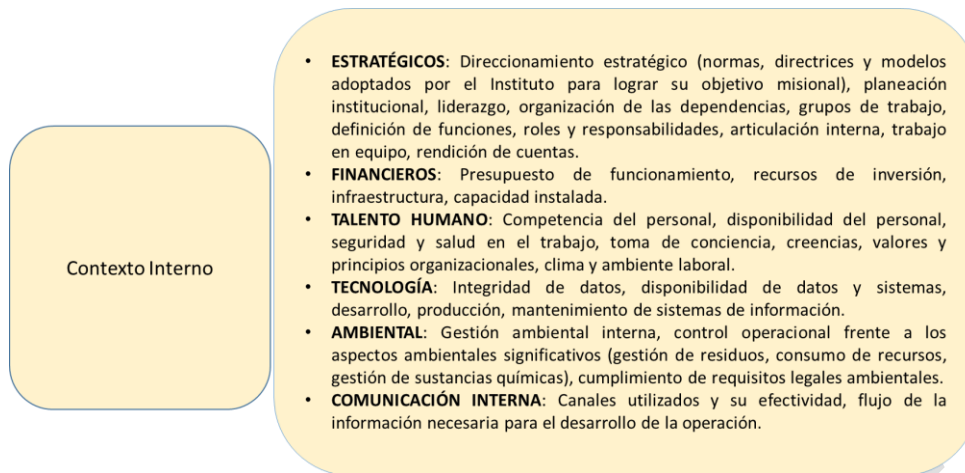 Contexto Interno
• ESTRATÉGICOS: Direccionamiento estratégico (normas, directrices y modelos
adoptados por el Instituto para lograr su objetivo misional), planeación
institucional, liderazgo, organización de las dependencias, grupos de trabajo,
definición de funciones, roles y responsabilidades, articulación interna, trabajo
en equipo, rendición de cuentas.
• FINANCIEROS: Presupuesto de funcionamiento, recursos de inversión,
infraestructura, capacidad instalada.
• TALENTO HUMANO: Competencia del personal, disponibilidad del personal,
seguridad y salud en el trabajo, toma de conciencia, creencias, valores y
principios organizacionales, clima y ambiente laboral.
• TECNOLOGÍA: Integridad de datos, disponibilidad de datos y sistemas,
desarrollo, producción, mantenimiento de sistemas de información.
• AMBIENTAL: Gestión ambiental interna, control operacional frente a los
aspectos ambientales significativos (gestión de residuos, consumo de recursos,
gestión de sustancias químicas), cumplimiento de requisitos legales ambientales.
• COMUNICACIÓN INTERNA: Canales utilizados y su efectividad, flujo de la
información necesaria para el desarrollo de la operación.